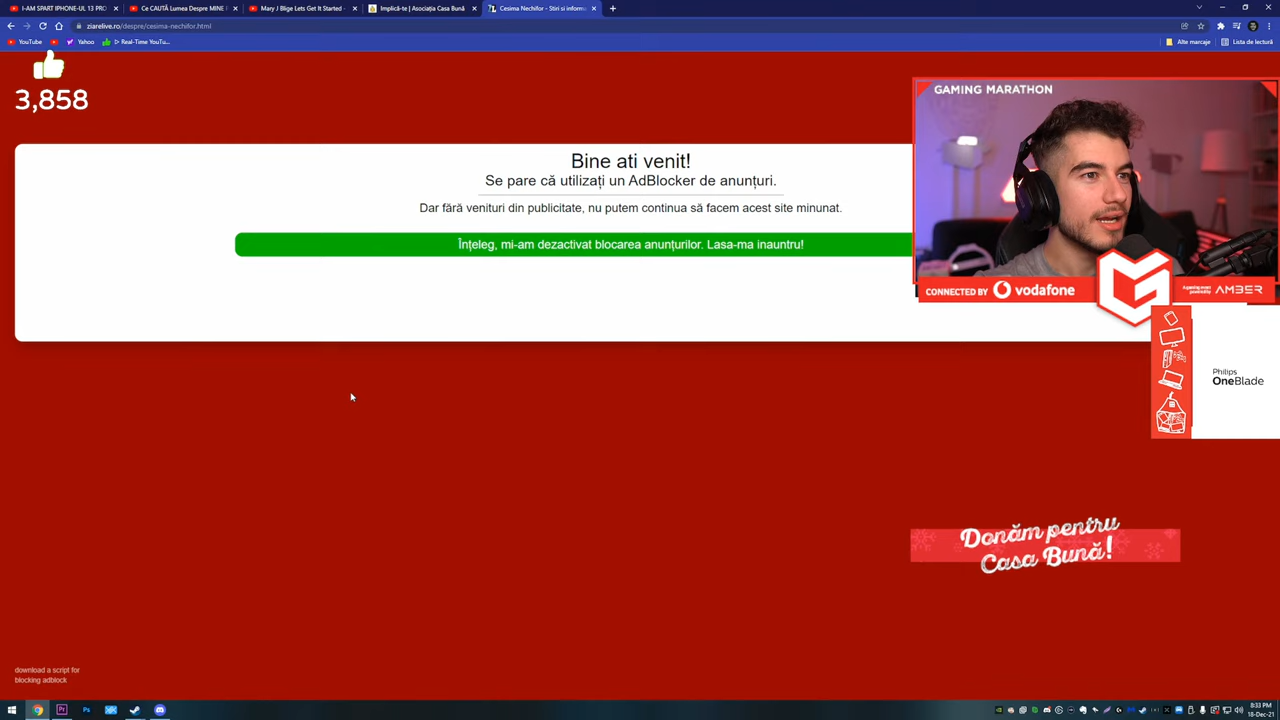 I-AM SPART IPHONE-UL 13 PRO
Ce CAUTĂ Lumea Despre MINE
Mary J Blige Lets Get It Started -
Implică-te | Asociația Casa Bună
Cesima Nechifor - Stiri si inform
ziarelive.ro/despre/cesima-nechifor.html
YouTube
Yahoo
Real-Time YouTu...
Alte marcaje
Lista de lectură
3,858
GAMING MARATHON
Bine ati venit!
Se pare că utilizați un AdBlocker de anunțuri.
Dar fără venituri din publicitate, nu putem continua să facem acest site minunat.
Înțeleg, mi-am dezactivat blocarea anunțurilor. Lasa-ma inauntru!
CONNECTED BY vodafone
AMBER
Philips
OneBlade
Donăm pentru
Casa Bună!
download a script for
blocking adblock
8:33 PM
18-Dec-21